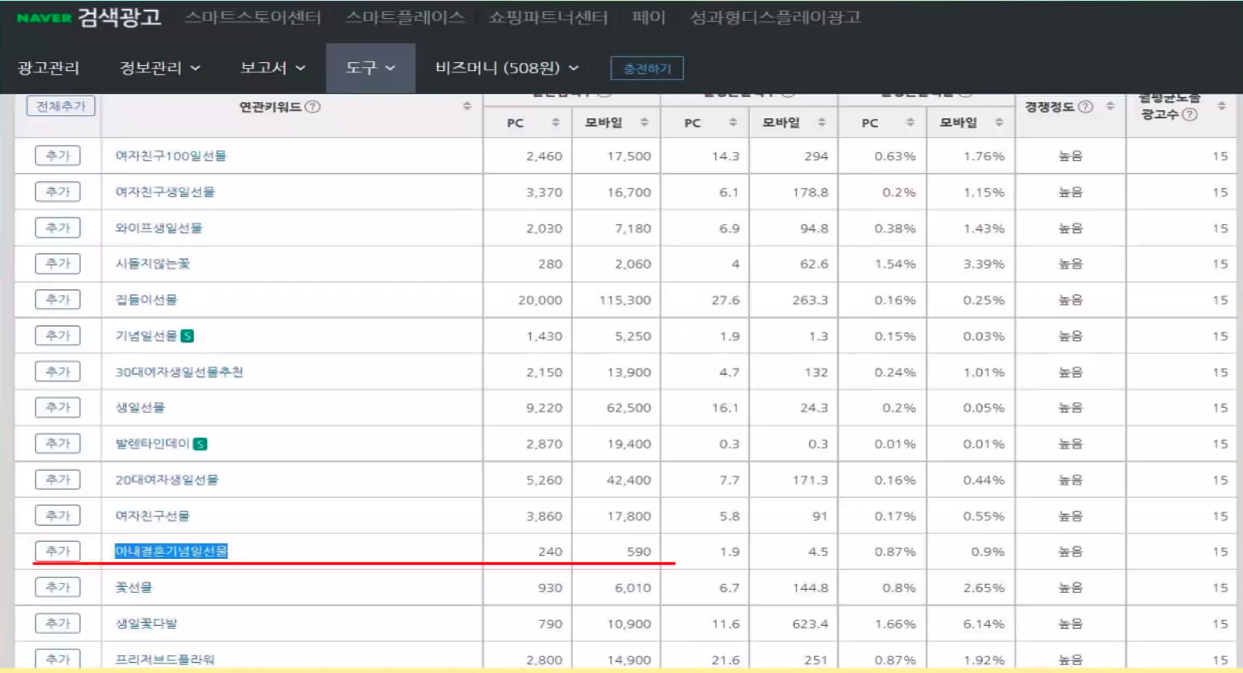 NAVER 검색광고 스마트스토어센터 스마트플레이스 쇼핑파트너센터 페이 성과형디스플레이광고
광고관리 정보관리 보고서 도구 비즈머니 (508원) 충전하기
전체추가 연관키워드 ? 경쟁정도 ? 월평균노출
광고수 ?
PC 모바일 PC 모바일 PC 모바일
추가 여자친구100일선물 2,460 17,500 14.3 294 0.63% 1.76% 높음 15
추가 여자친구생일선물 3,370 16,700 6.1 178.8 0.2% 1.15% 높음 15
추가 와이프생일선물 2,030 7,180 6.9 94.8 0.38% 1.43% 높음 15
추가 시들지않는꽃 280 2,060 4 62.6 1.54% 3.39% 높음 15
추가 집들이선물 20,000 115,300 27.6 263.3 0.16% 0.25% 높음 15
추가 기념일선물 S 1,430 5,250 1.9 1.3 0.15% 0.03% 높음 15
추가 30대여자생일선물추천 2,150 13,900 4.7 132 0.24% 1.01% 높음 15
추가 생일선물 9,220 62,500 16.1 24.3 0.2% 0.05% 높음 15
추가 발렌타인데이 S 2,870 19,400 0.3 0.3 0.01% 0.01% 높음 15
추가 20대여자생일선물 5,260 42,400 7.7 171.3 0.16% 0.44% 높음 15
추가 여자친구선물 3,860 17,800 5.8 91 0.17% 0.55% 높음 15
추가 아내결혼기념일선물 240 590 1.9 4.5 0.87% 0.9% 높음 15
추가 꽃선물 930 6,010 6.7 144.8 0.8% 2.65% 높음 15
추가 생일꽃다발 790 10,900 11.6 623.4 1.66% 6.14% 높음 15
추가 프리저브드플라워 2,800 14,900 21.6 251 0.87% 1.92% 높음 15